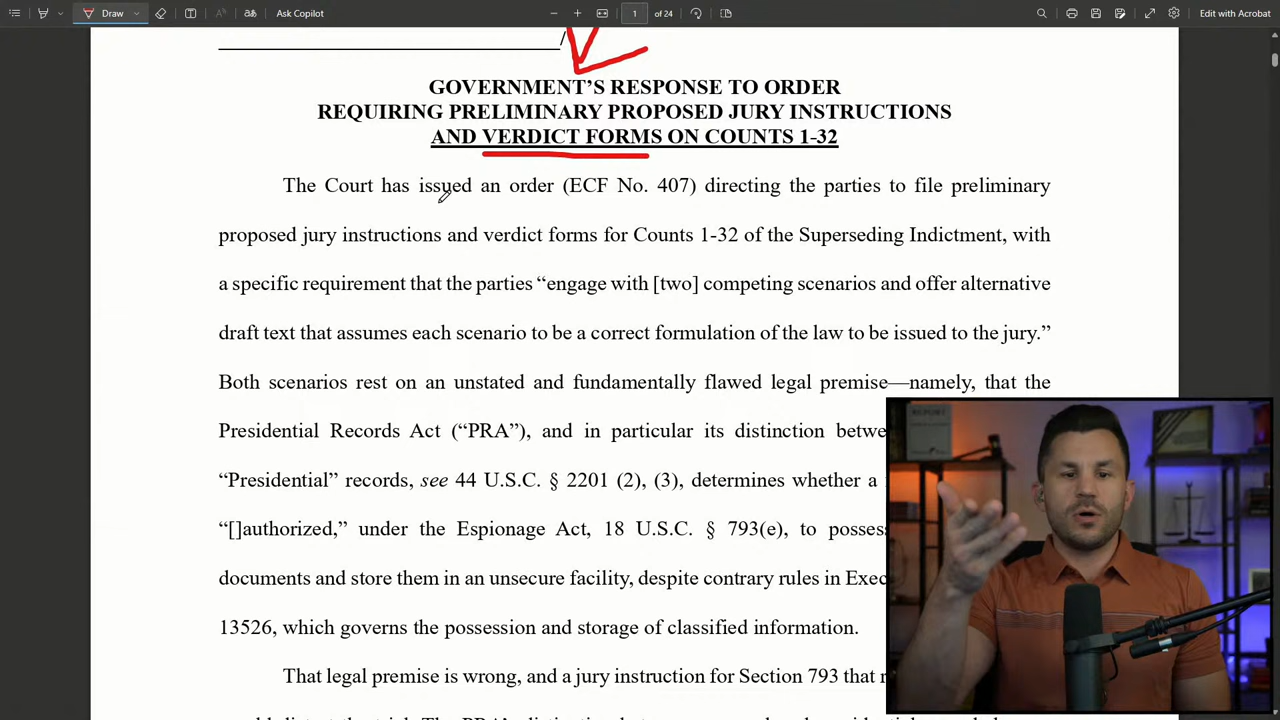 Draw
Ask Copilot
1 of 24
Edit with Acrobat
/
GOVERNMENT’S RESPONSE TO ORDER
REQUIRING PRELIMINARY PROPOSED JURY INSTRUCTIONS
AND VERDICT FORMS ON COUNTS 1-32
The Court has issued an order (ECF No. 407) directing the parties to file preliminary
proposed jury instructions and verdict forms for Counts 1-32 of the Superseding Indictment, with
a specific requirement that the parties “engage with [two] competing scenarios and offer alternative
draft text that assumes each scenario to be a correct formulation of the law to be issued to the jury.”
Both scenarios rest on an unstated and fundamentally flawed legal premise—namely, that the
Presidential Records Act (“PRA”), and in particular its distinction
“Presidential” records, see 44 U.S.C. § 2201 (2), (3), determines whether a
“[]authorized,” under the Espionage Act, 18 U.S.C. § 793(e), to
documents and store them in an unsecure facility, despite contrary rules in
13526, which governs the possession and storage of classified information.
That legal premise is wrong, and a jury instruction for Section 793 that